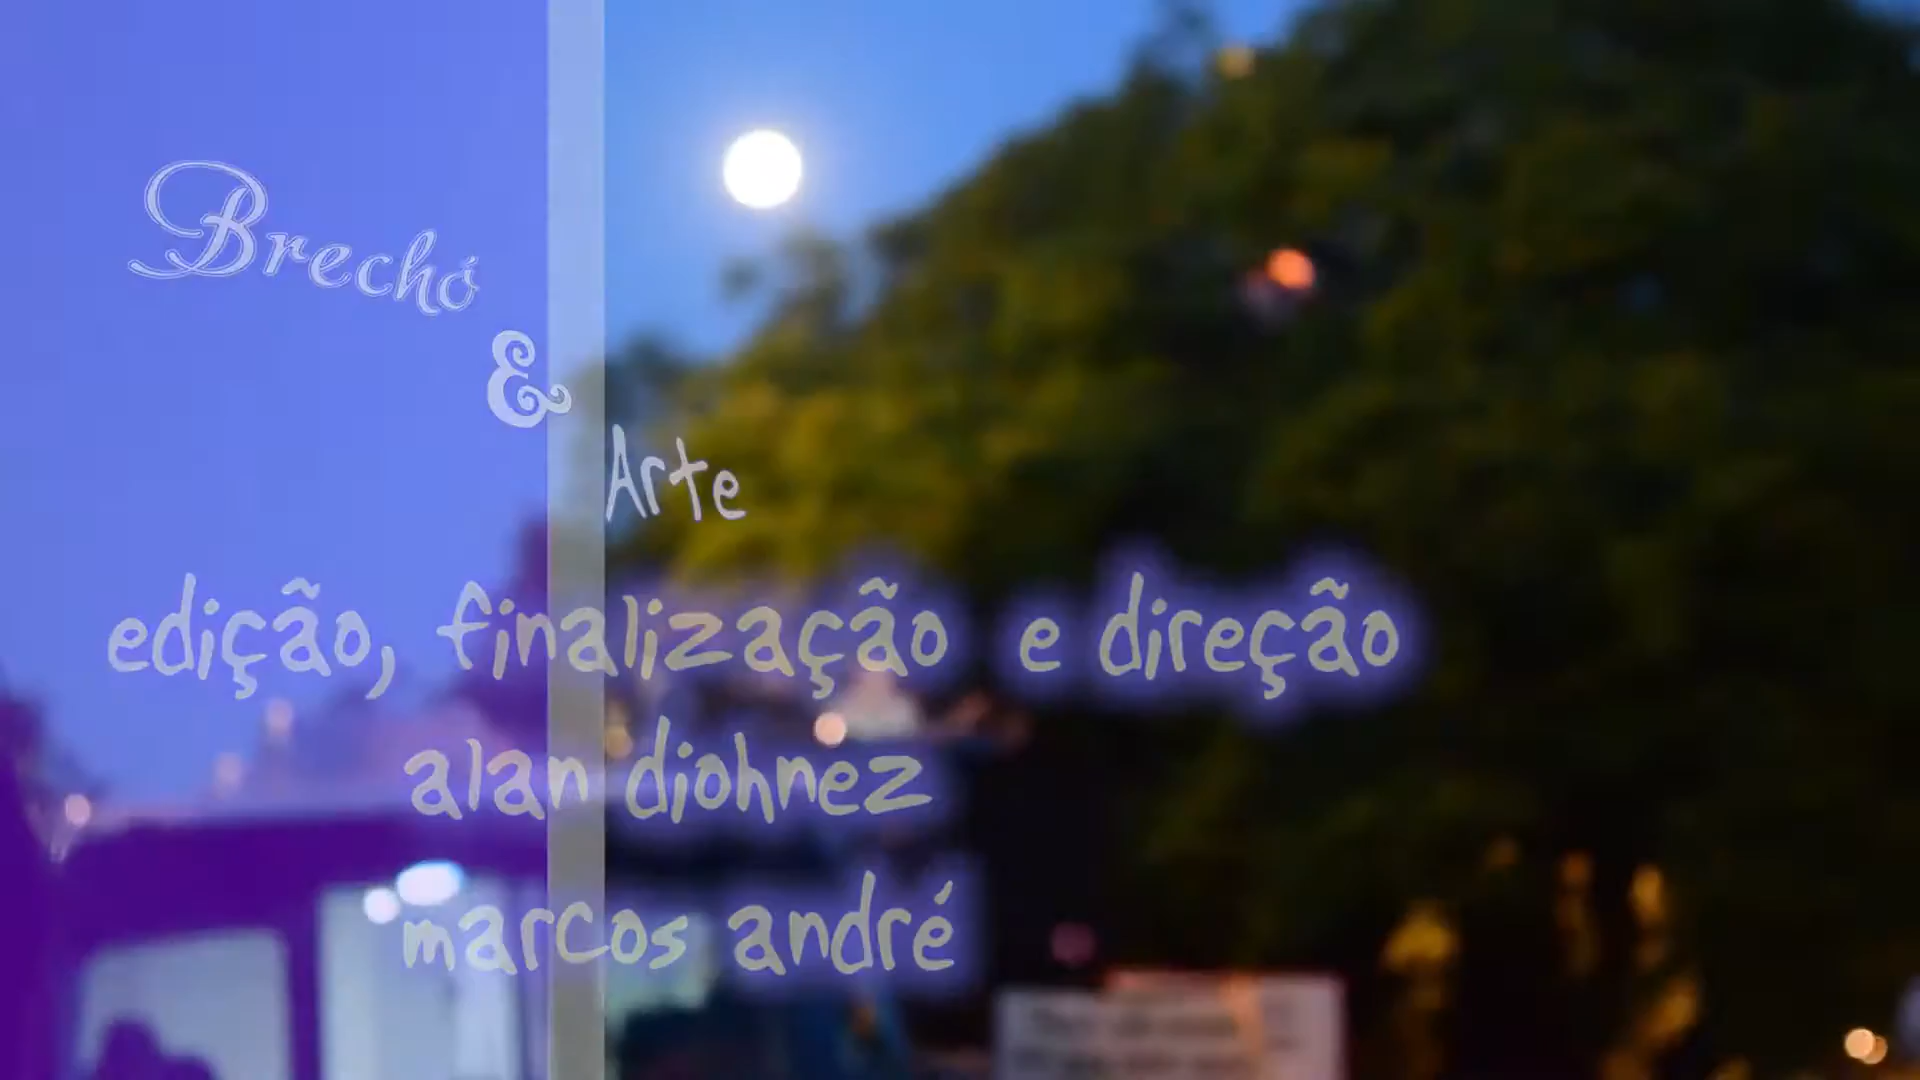 Brechó
&
Arte
edição, finalização e direção
alan diohnez
marcos andré